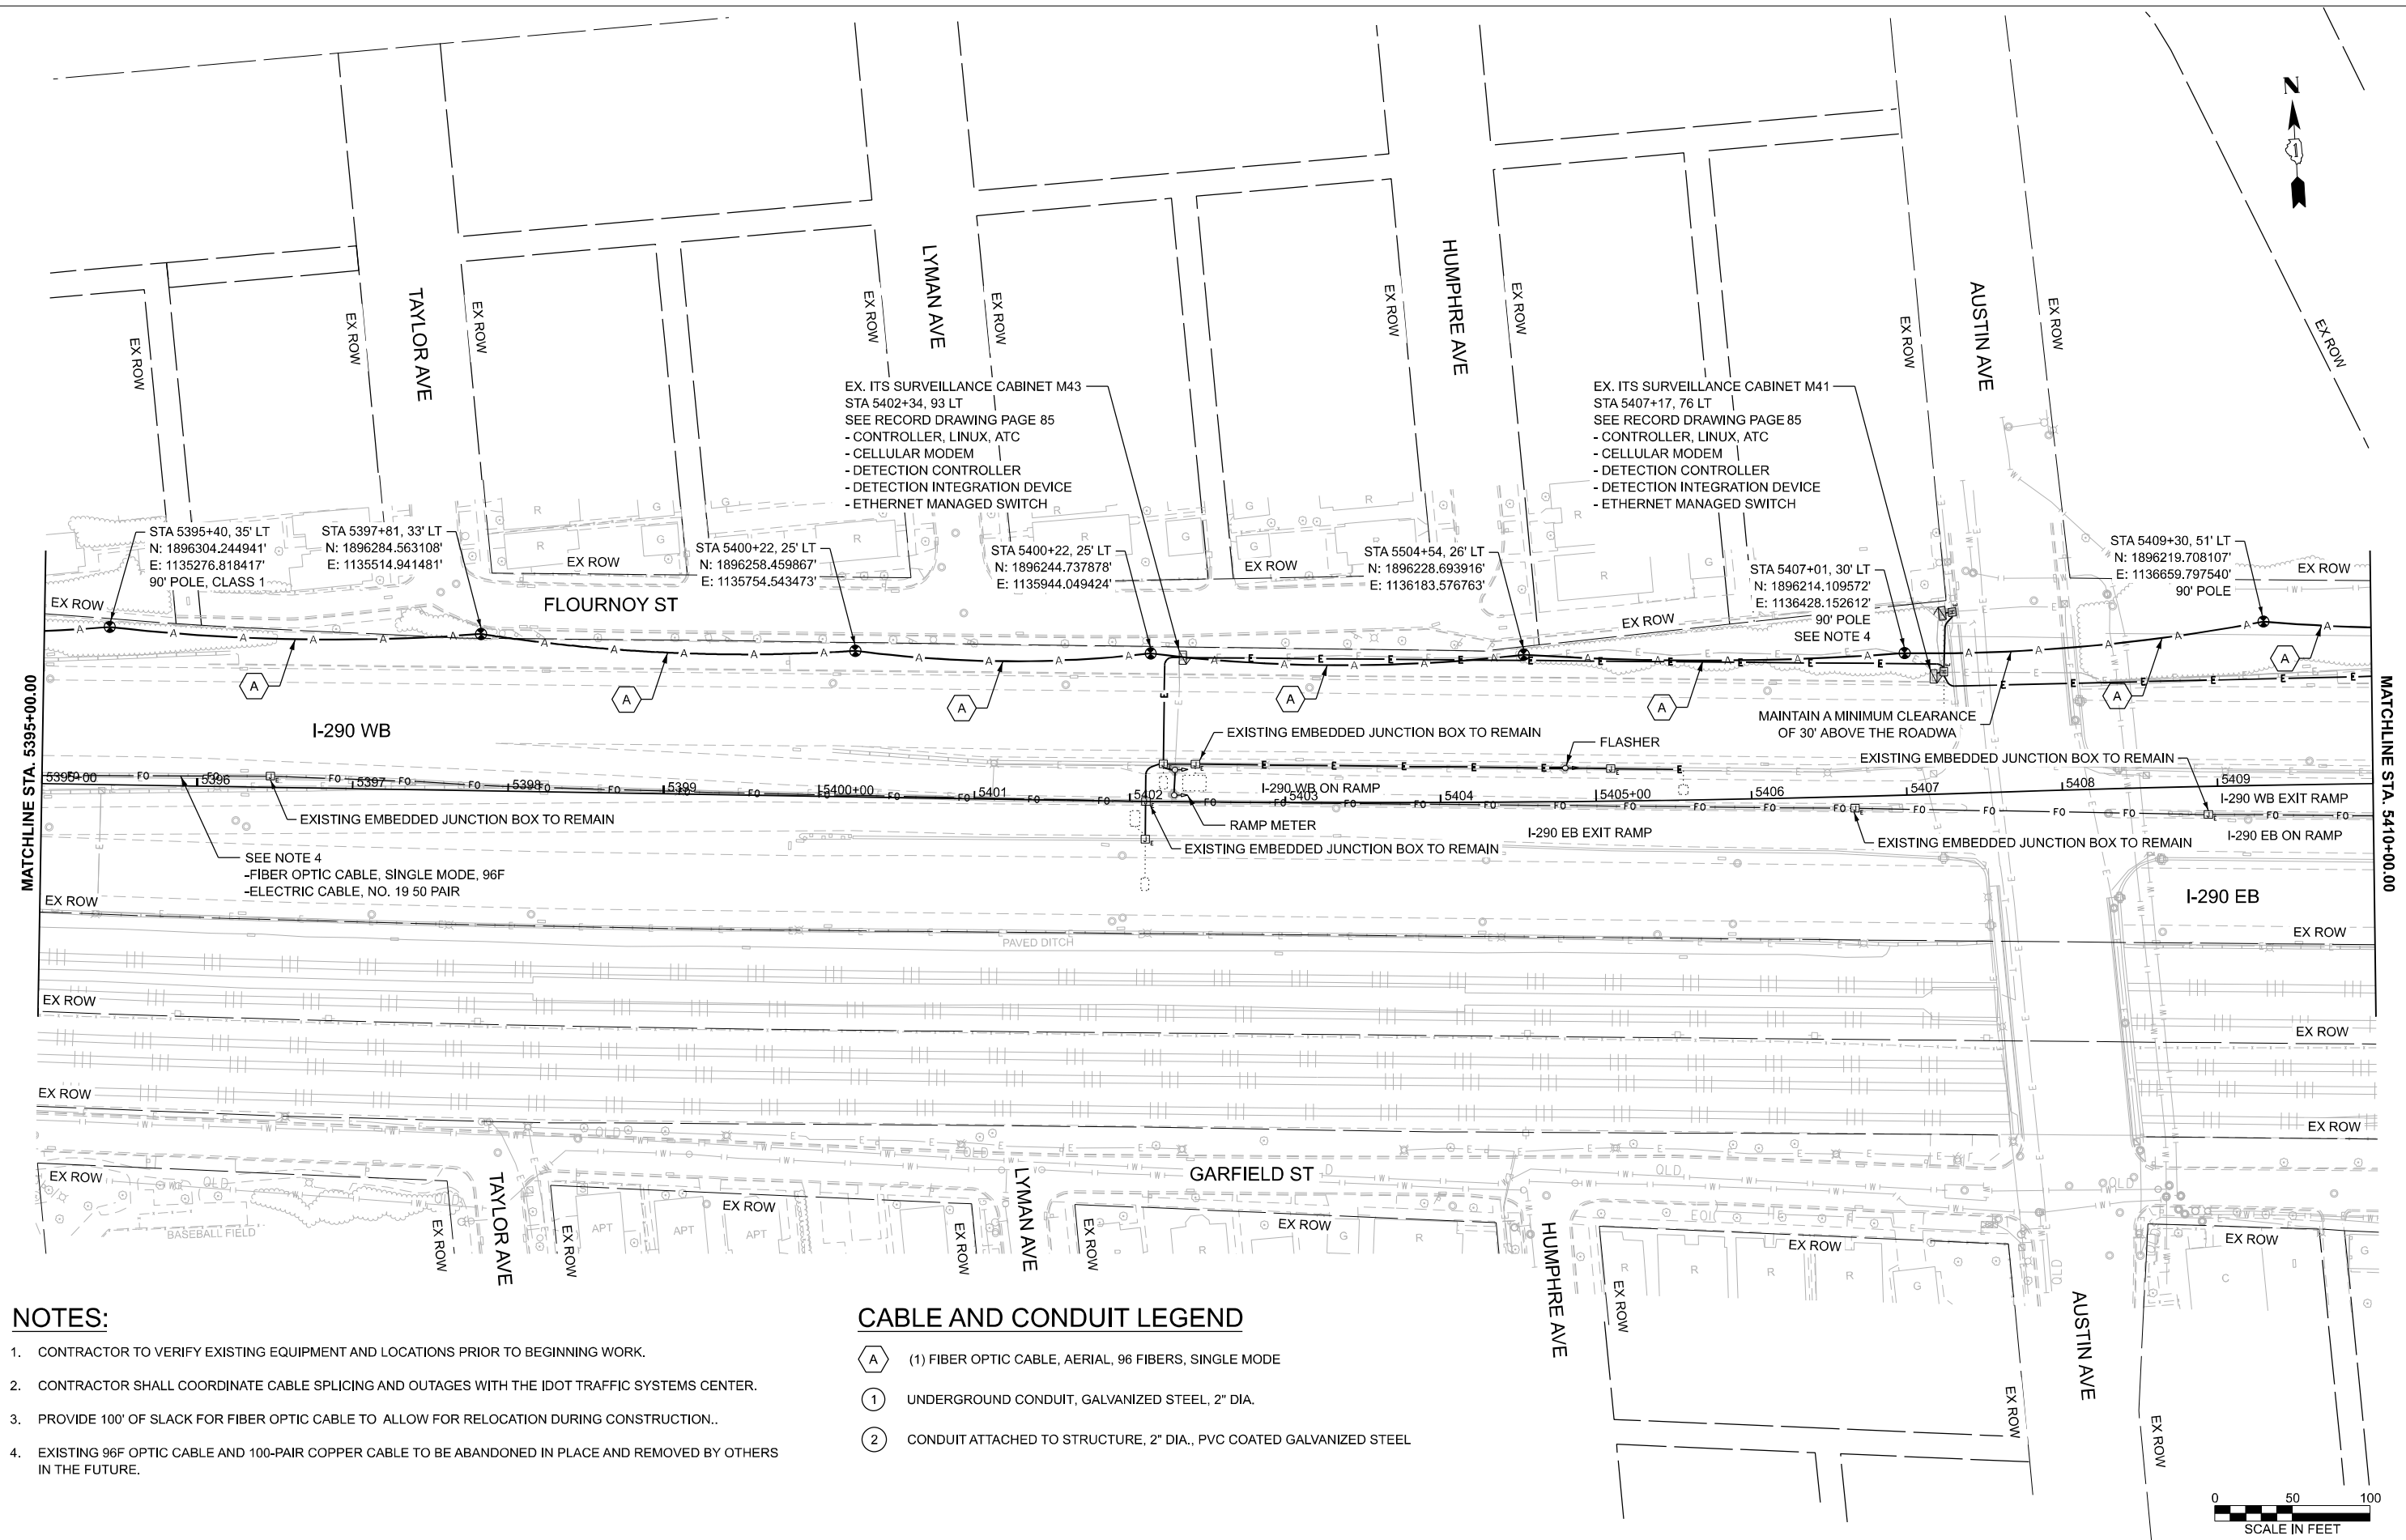 N
1
TAYLOR AVE
LYMAN AVE
HUMPHRE AVE
AUSTIN AVE
EX ROW
EX ROW
EX ROW
EX ROW
EX ROW
EX ROW
EX ROW
EX ROW
EX ROW
EX ROW
EX. ITS SURVEILLANCE CABINET M43
STA 5402+34, 93 LT
SEE RECORD DRAWING PAGE 85
- CONTROLLER, LINUX, ATC
- CELLULAR MODEM
- DETECTION CONTROLLER
- DETECTION INTEGRATION DEVICE
- ETHERNET MANAGED SWITCH
EX. ITS SURVEILLANCE CABINET M41
STA 5407+17, 76 LT
SEE RECORD DRAWING PAGE 85
- CONTROLLER, LINUX, ATC
- CELLULAR MODEM
- DETECTION CONTROLLER
- DETECTION INTEGRATION DEVICE
- ETHERNET MANAGED SWITCH
STA 5395+40, 35' LT
N: 1896304.244941'
E: 1135276.818417'
90' POLE, CLASS 1
STA 5397+81, 33' LT
N: 1896284.563108'
E: 1135514.941481'
STA 5400+22, 25' LT
N: 1896258.459867'
E: 1135754.543473'
STA 5400+22, 25' LT
N: 1896244.737878'
E: 1135944.049424'
STA 5504+54, 26' LT
N: 1896228.693916'
E: 1136183.576763'
STA 5407+01, 30' LT
N: 1896214.109572'
E: 1136428.152612'
90' POLE
SEE NOTE 4
STA 5409+30, 51' LT
N: 1896219.708107'
E: 1136659.797540'
90' POLE
EX ROW
EX ROW
EX ROW
EX ROW
EX ROW
FLOURNOY ST
A
A
A
A
A
A
A
MATCHLINE STA. 5395+00.00
MATCHLINE STA. 5410+00.00
I-290 WB
MAINTAIN A MINIMUM CLEARANCE
OF 30' ABOVE THE ROADWA
EXISTING EMBEDDED JUNCTION BOX TO REMAIN
FLASHER
EXISTING EMBEDDED JUNCTION BOX TO REMAIN
5395+00
5396
5397
5398
5399
5400+00
5401
5402
5403
5404
5405+00
5406
5407
5408
5409
I-290 WB ON RAMP
I-290 WB EXIT RAMP
EXISTING EMBEDDED JUNCTION BOX TO REMAIN
RAMP METER
I-290 EB EXIT RAMP
I-290 EB ON RAMP
EXISTING EMBEDDED JUNCTION BOX TO REMAIN
EXISTING EMBEDDED JUNCTION BOX TO REMAIN
SEE NOTE 4
-FIBER OPTIC CABLE, SINGLE MODE, 96F
-ELECTRIC CABLE, NO. 19 50 PAIR
I-290 EB
EX ROW
EX ROW
PAVED DITCH
EX ROW
EX ROW
EX ROW
EX ROW
GARFIELD ST
EX ROW
EX ROW
EX ROW
EX ROW
EX ROW
BASEBALL FIELD
APT
APT
APT
TAYLOR AVE
LYMAN AVE
HUMPHRE AVE
AUSTIN AVE
EX ROW
EX ROW
EX ROW
EX ROW
EX ROW
EX ROW
EX ROW
NOTES:
1. CONTRACTOR TO VERIFY EXISTING EQUIPMENT AND LOCATIONS PRIOR TO BEGINNING WORK.
2. CONTRACTOR SHALL COORDINATE CABLE SPLICING AND OUTAGES WITH THE IDOT TRAFFIC SYSTEMS CENTER.
3. PROVIDE 100' OF SLACK FOR FIBER OPTIC CABLE TO ALLOW FOR RELOCATION DURING CONSTRUCTION..
4. EXISTING 96F OPTIC CABLE AND 100-PAIR COPPER CABLE TO BE ABANDONED IN PLACE AND REMOVED BY OTHERS
IN THE FUTURE.
CABLE AND CONDUIT LEGEND
A (1) FIBER OPTIC CABLE, AERIAL, 96 FIBERS, SINGLE MODE
1 UNDERGROUND CONDUIT, GALVANIZED STEEL, 2" DIA.
2 CONDUIT ATTACHED TO STRUCTURE, 2" DIA., PVC COATED GALVANIZED STEEL
0 50 100
SCALE IN FEET